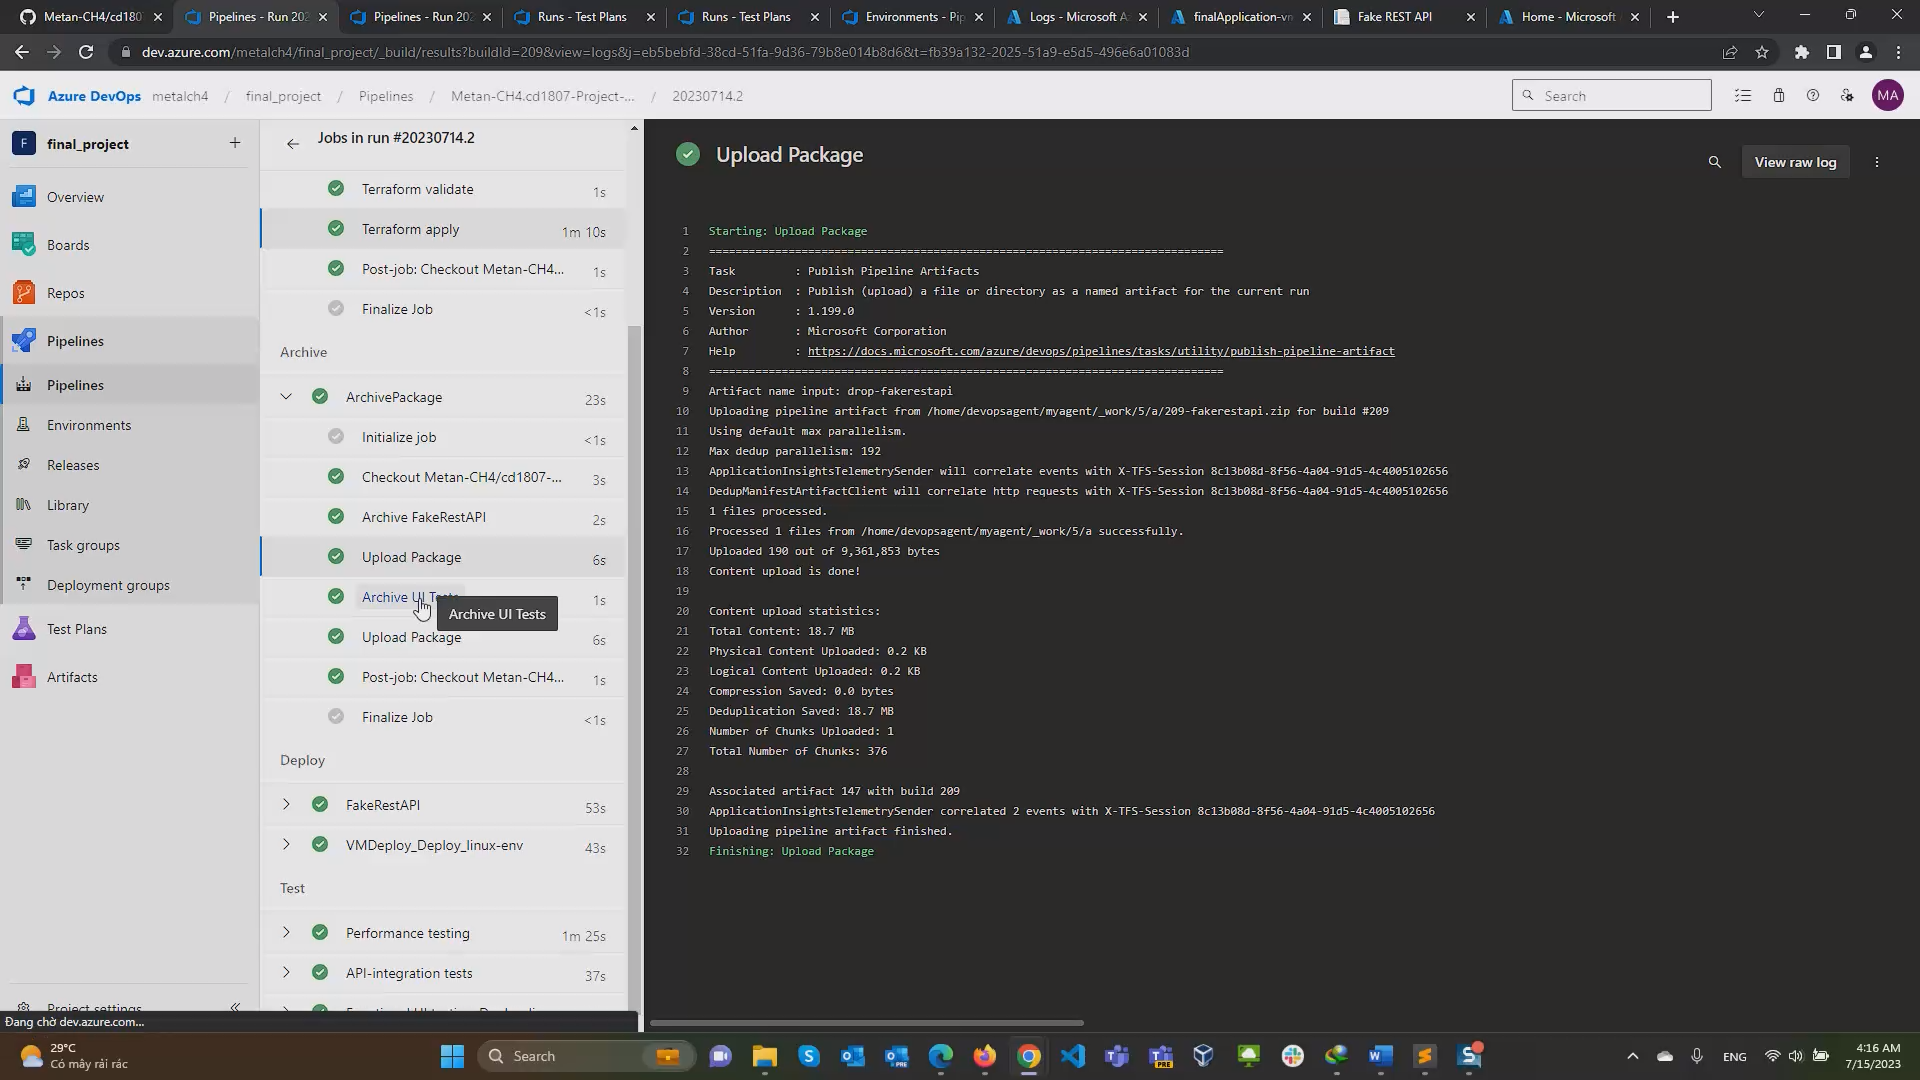 Metan-CH4/cd180
Pipelines - Run 202
Pipelines - Run 202
Runs - Test Plans
Runs - Test Plans
Environments - Pip
Logs - Microsoft A
finalApplication-vn
Fake REST API
Home - Microsoft
dev.azure.com/metalch4/final_project/_build/results?buildId=209&view=logs&j=eb5bebfd-38cd-51fa-9d36-79b8e014b8d6&t=fb39a132-2025-51a9-e5d5-496e6a01083d
Azure DevOps metalch4 / final_project / Pipelines / Metan-CH4.cd1807-Project-... / 20230714.2
Search
MA
F final_project +
Overview
Boards
Repos
Pipelines
Pipelines
Environments
Releases
Library
Task groups
Deployment groups
Test Plans
Artifacts
Project settings
Đang chờ dev.azure.com...
Jobs in run #20230714.2
Terraform validate 1s
Terraform apply 1m 10s
Post-job: Checkout Metan-CH4... 1s
Finalize Job <1s
Archive
ArchivePackage 23s
Initialize job <1s
Checkout Metan-CH4/cd1807-... 3s
Archive FakeRestAPI 2s
Upload Package 6s
Archive UI Tests 1s
Archive UI Tests
Upload Package 6s
Post-job: Checkout Metan-CH4... 1s
Finalize Job <1s
Deploy
FakeRestAPI 53s
VMDeploy_Deploy_linux-env 43s
Test
Performance testing 1m 25s
API-integration tests 37s
Upload Package
View raw log
1 Starting: Upload Package
2 ==============================================================================
3 Task : Publish Pipeline Artifacts
4 Description : Publish (upload) a file or directory as a named artifact for the current run
5 Version : 1.199.0
6 Author : Microsoft Corporation
7 Help : https://docs.microsoft.com/azure/devops/pipelines/tasks/utility/publish-pipeline-artifact
8 ==============================================================================
9 Artifact name input: drop-fakerestapi
10 Uploading pipeline artifact from /home/devopsagent/myagent/_work/5/a/209-fakerestapi.zip for build #209
11 Using default max parallelism.
12 Max dedup parallelism: 192
13 ApplicationInsightsTelemetrySender will correlate events with X-TFS-Session 8c13b08d-8f56-4a04-91d5-4c4005102656
14 DedupManifestArtifactClient will correlate http requests with X-TFS-Session 8c13b08d-8f56-4a04-91d5-4c4005102656
15 1 files processed.
16 Processed 1 files from /home/devopsagent/myagent/_work/5/a successfully.
17 Uploaded 190 out of 9,361,853 bytes
18 Content upload is done!
19
20 Content upload statistics:
21 Total Content: 18.7 MB
22 Physical Content Uploaded: 0.2 KB
23 Logical Content Uploaded: 0.2 KB
24 Compression Saved: 0.0 bytes
25 Deduplication Saved: 18.7 MB
26 Number of Chunks Uploaded: 1
27 Total Number of Chunks: 376
28
29 Associated artifact 147 with build 209
30 ApplicationInsightsTelemetrySender correlated 2 events with X-TFS-Session 8c13b08d-8f56-4a04-91d5-4c4005102656
31 Uploading pipeline artifact finished.
32 Finishing: Upload Package
29°C
Có mây rải rác
Search
ENG
4:16 AM
7/15/2023